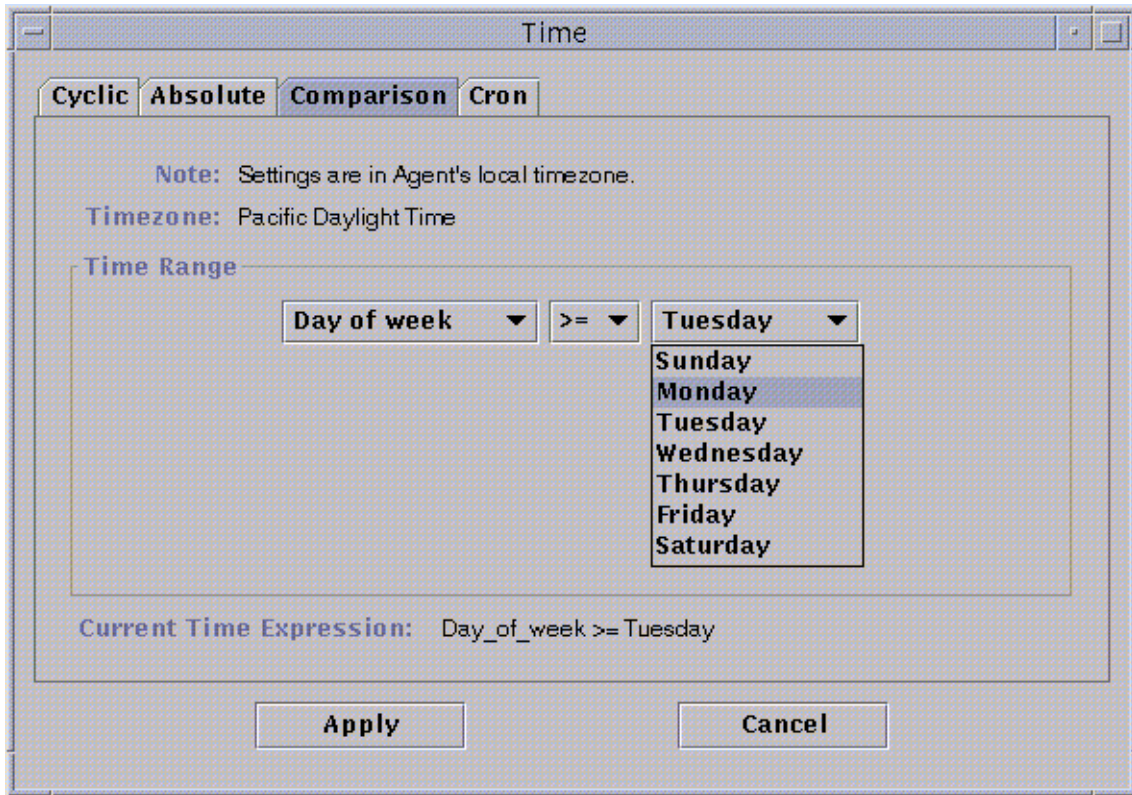 Time
Cyclic Absolute Comparison Cron
Note: Settings are in Agent's local timezone.
Timezone: Pacific Daylight Time
Time Range
Day of week >= Tuesday
Sunday
Monday
Tuesday
Wednesday
Thursday
Friday
Saturday
Current Time Expression: Day_of_week >= Tuesday
Apply Cancel